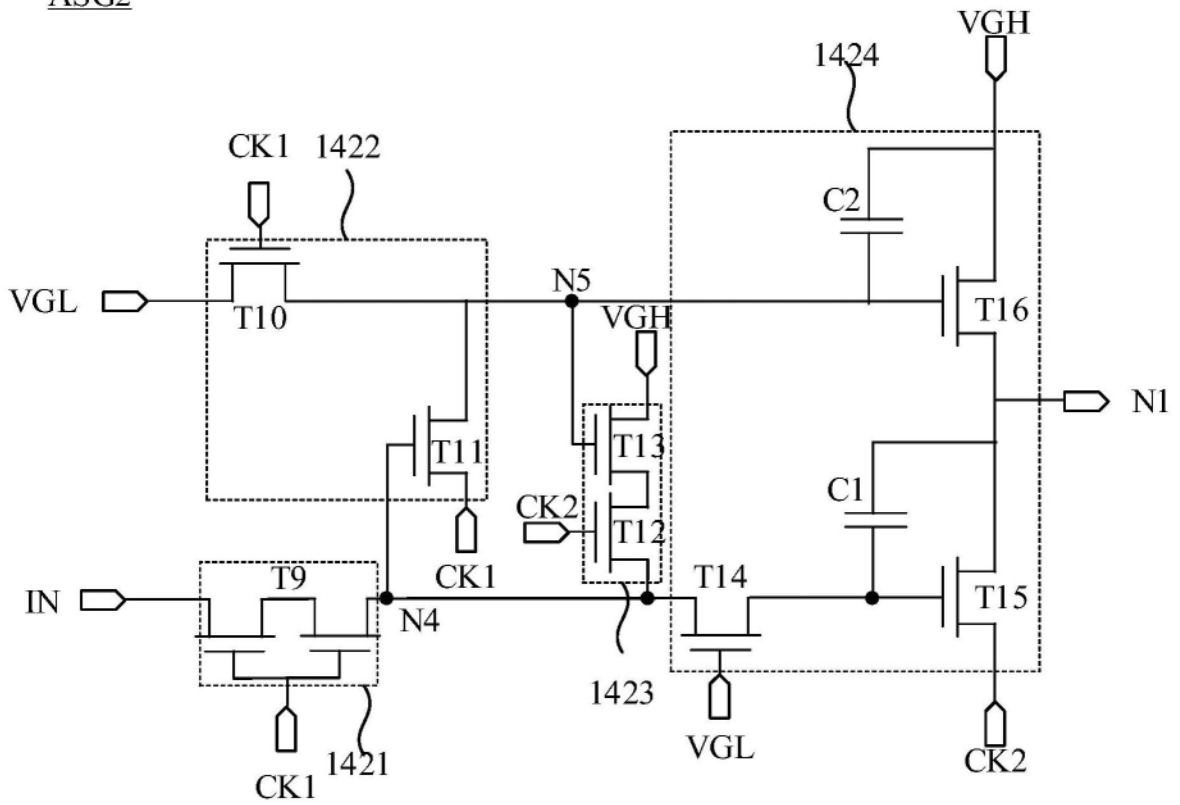 ASG2
VGH
1424
CK1
1422
C2
N5
VGL
T10
VGH
T16
N1
T11
T13
CK2
T12
C1
CK1
T9
T14
IN
N4
T15
1423
VGL
CK1
1421
CK2